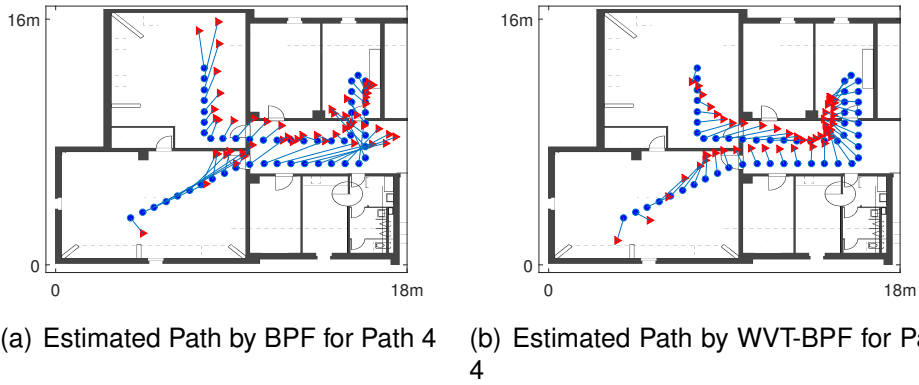 16m
16m
0
0
0
18m
0
18m
(a) Estimated Path by BPF for Path 4
(b) Estimated Path by WVT-BPF for Pa
4